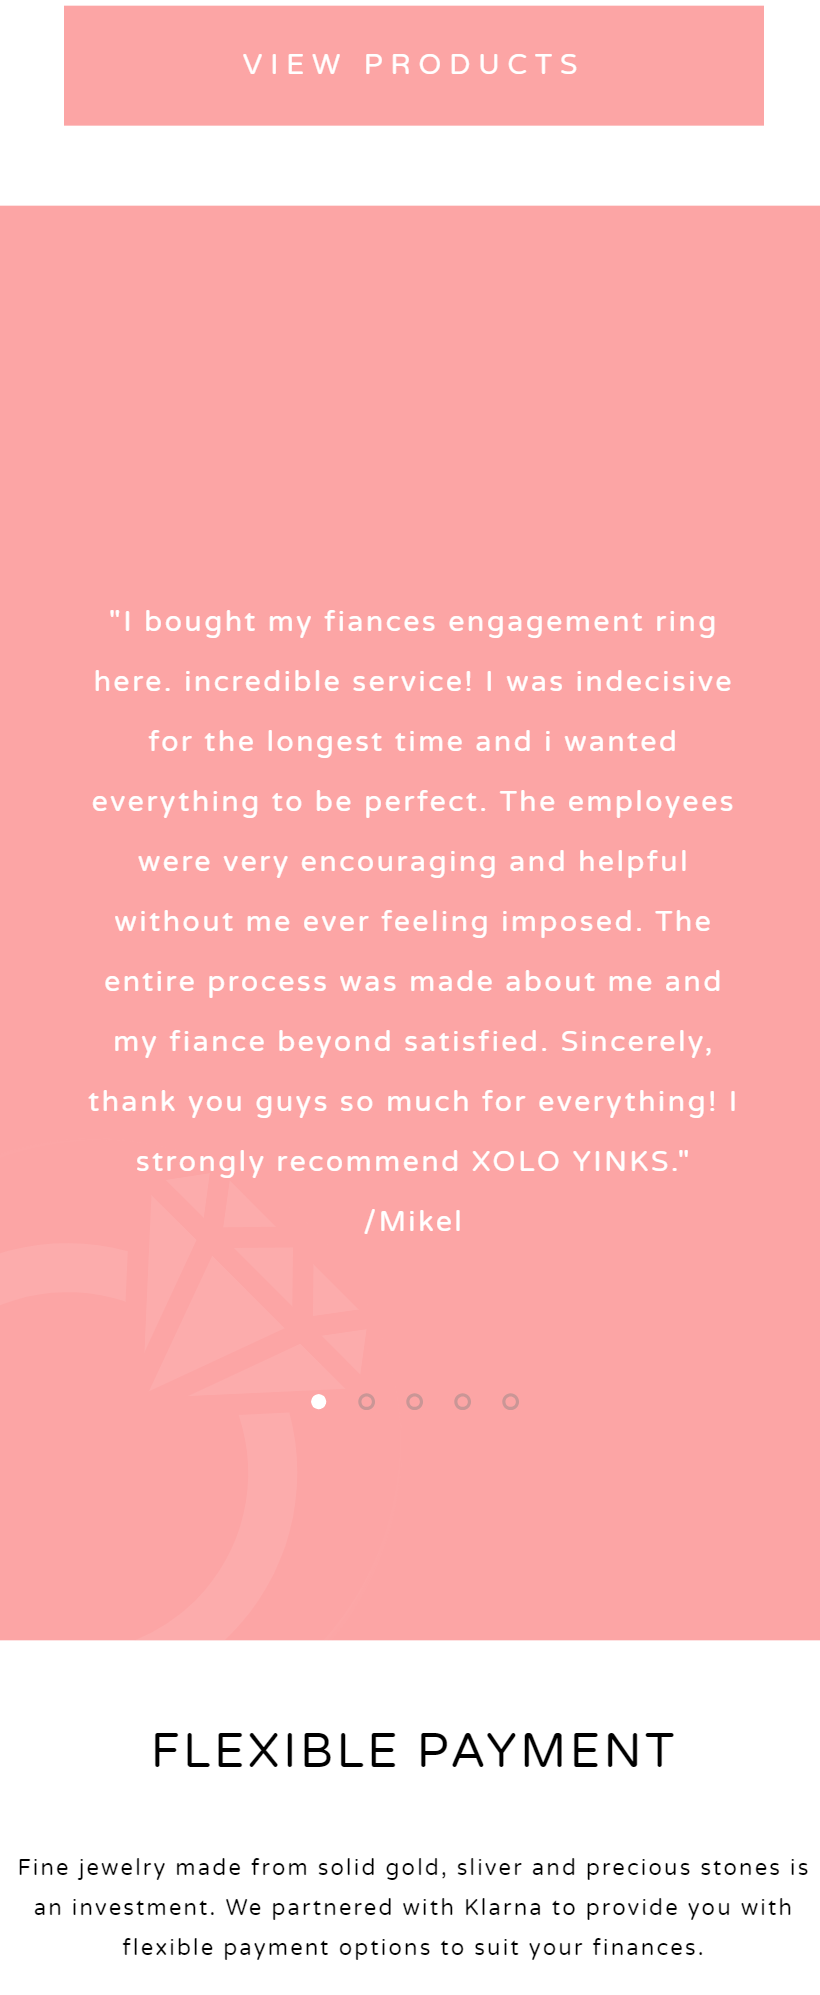 VIEW PRODUCTS
"I bought my fiances engagement ring
here. incredible service! I was indecisive
for the longest time and i wanted
everything to be perfect. The employees
were very encouraging and helpful
without me ever feeling imposed. The
entire process was made about me and
my fiance beyond satisfied. Sincerely,
thank you guys so much for everything! I
strongly recommend XOLO YINKS."
/Mikel
FLEXIBLE PAYMENT
Fine jewelry made from solid gold, sliver and precious stones is
an investment. We partnered with Klarna to provide you with
flexible payment options to suit your finances.